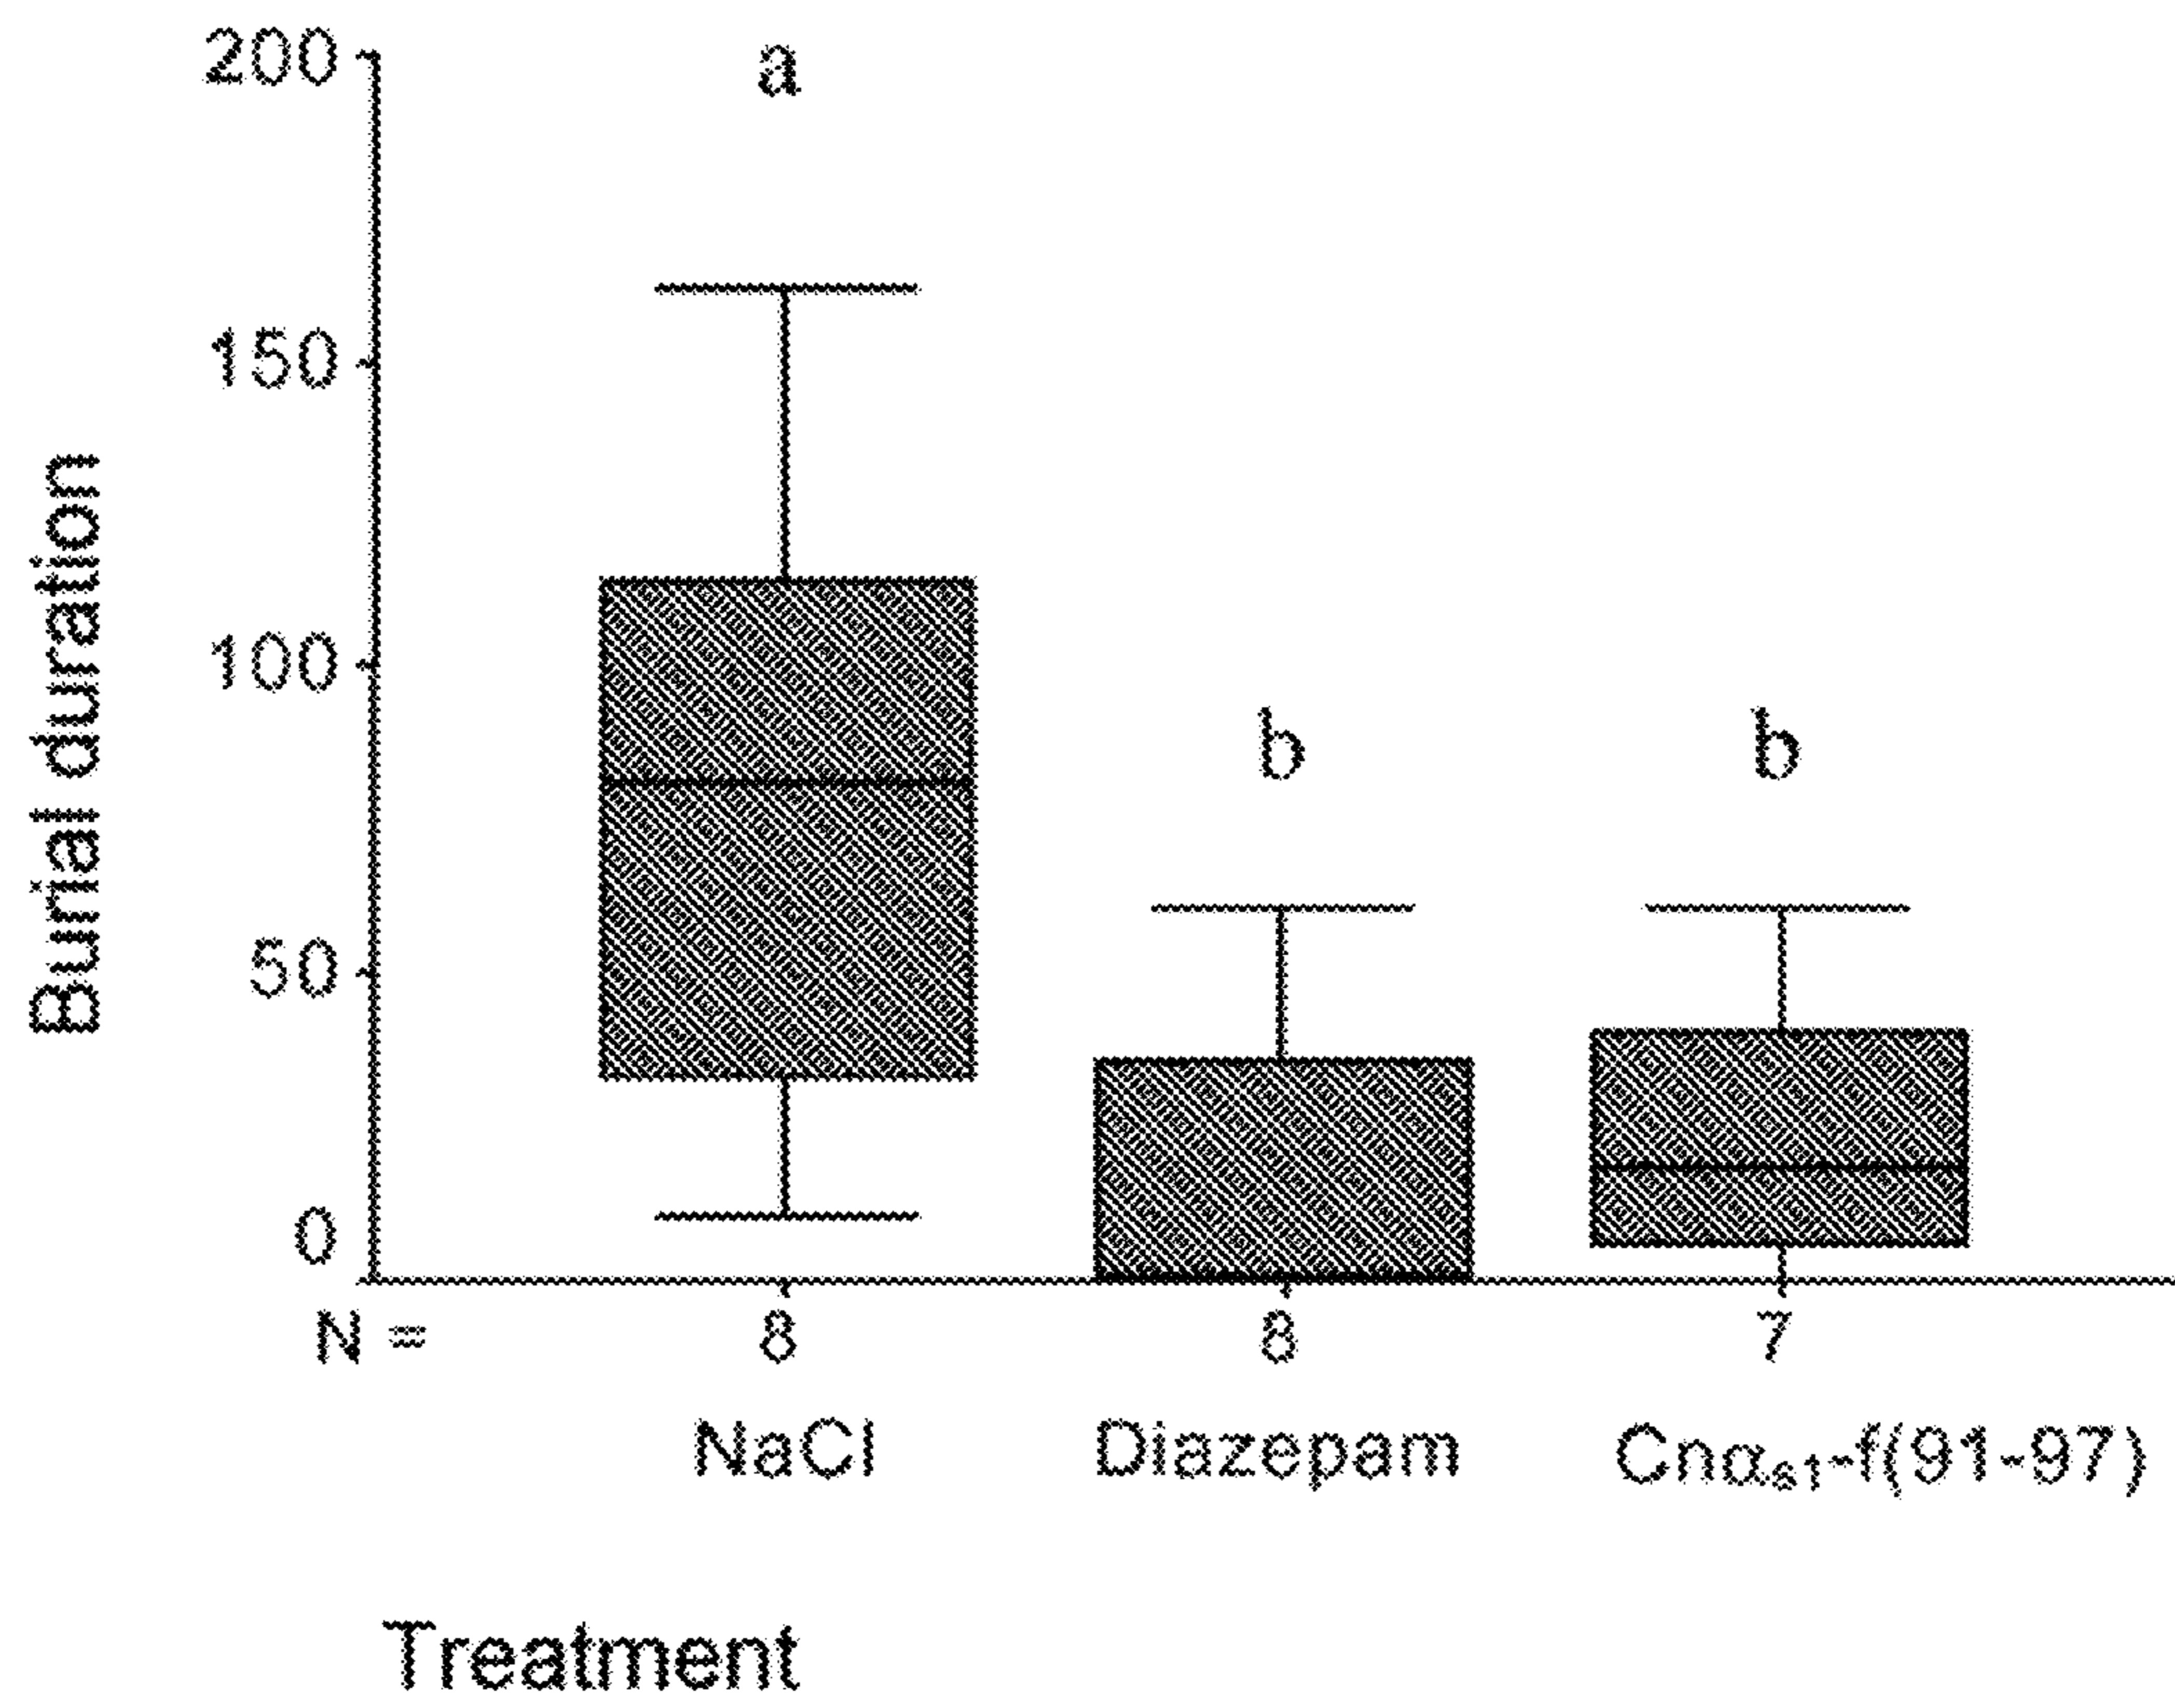 200
a
150
Burial duration
100
b
b
50
0
N = 8 8 7
NaCl Diazepam Cnαs1-f(91-97)
Treatment